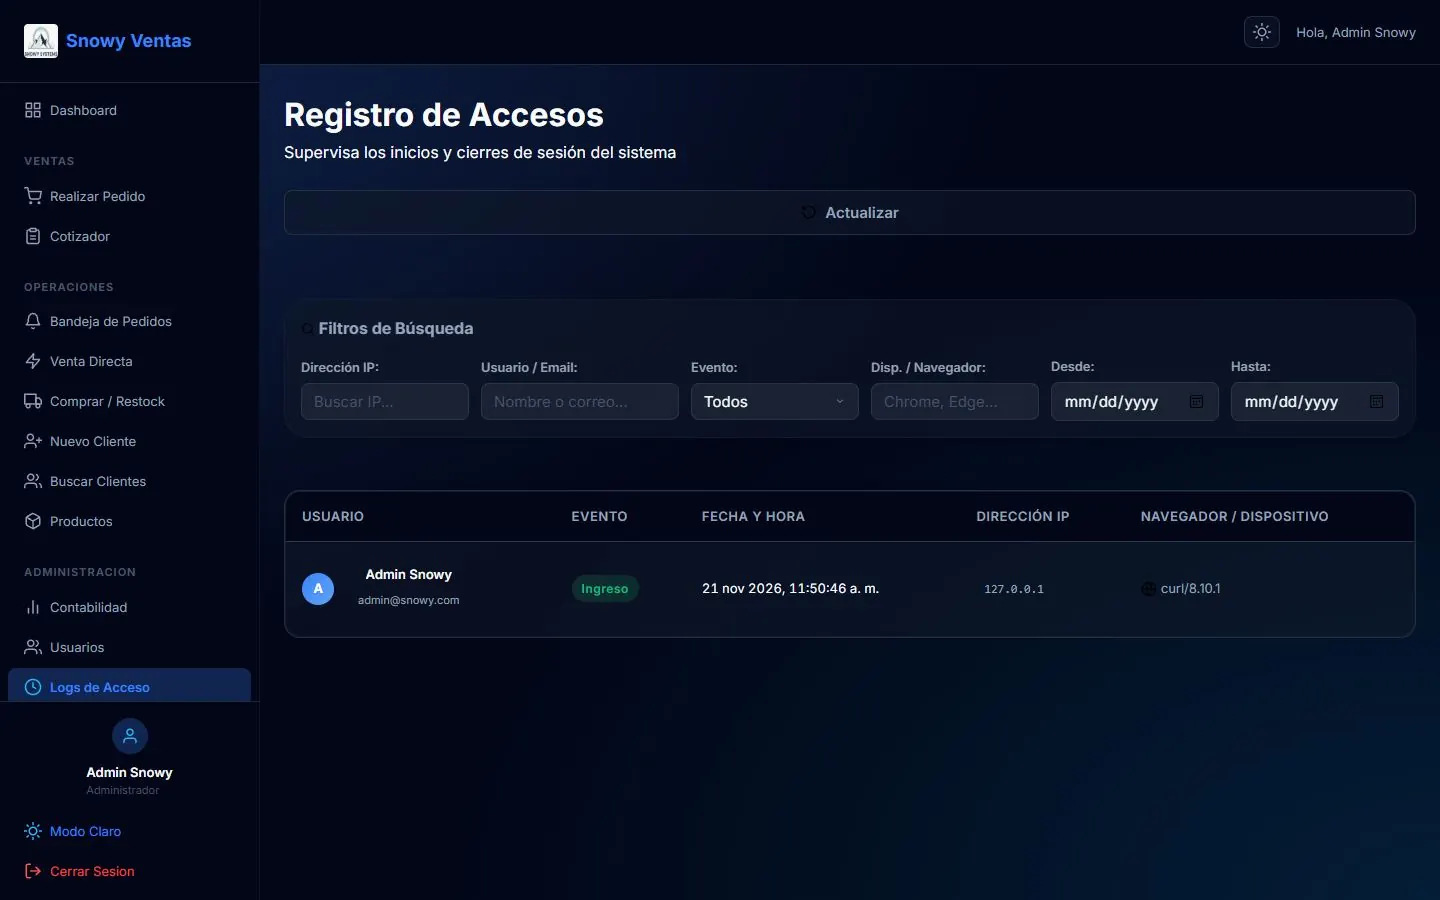 Snowy Ventas
Hola, Admin Snowy
Dashboard
VENTAS
Realizar Pedido
Cotizador
OPERACIONES
Bandeja de Pedidos
Venta Directa
Comprar / Restock
Nuevo Cliente
Buscar Clientes
Productos
ADMINISTRACION
Contabilidad
Usuarios
Logs de Acceso
Admin Snowy
Administrador
Modo Claro
Cerrar Sesion
Registro de Accesos
Supervisa los inicios y cierres de sesión del sistema
Actualizar
Filtros de Búsqueda
Dirección IP: Usuario / Email: Evento: Disp. / Navegador: Desde: Hasta:
Buscar IP... Nombre o correo... Todos Chrome, Edge... mm/dd/yyyy mm/dd/yyyy
USUARIO EVENTO FECHA Y HORA DIRECCIÓN IP NAVEGADOR / DISPOSITIVO
A Admin Snowy Ingreso 21 nov 2026, 11:50:46 a. m. 127.0.0.1 curl/8.10.1
admin@snowy.com